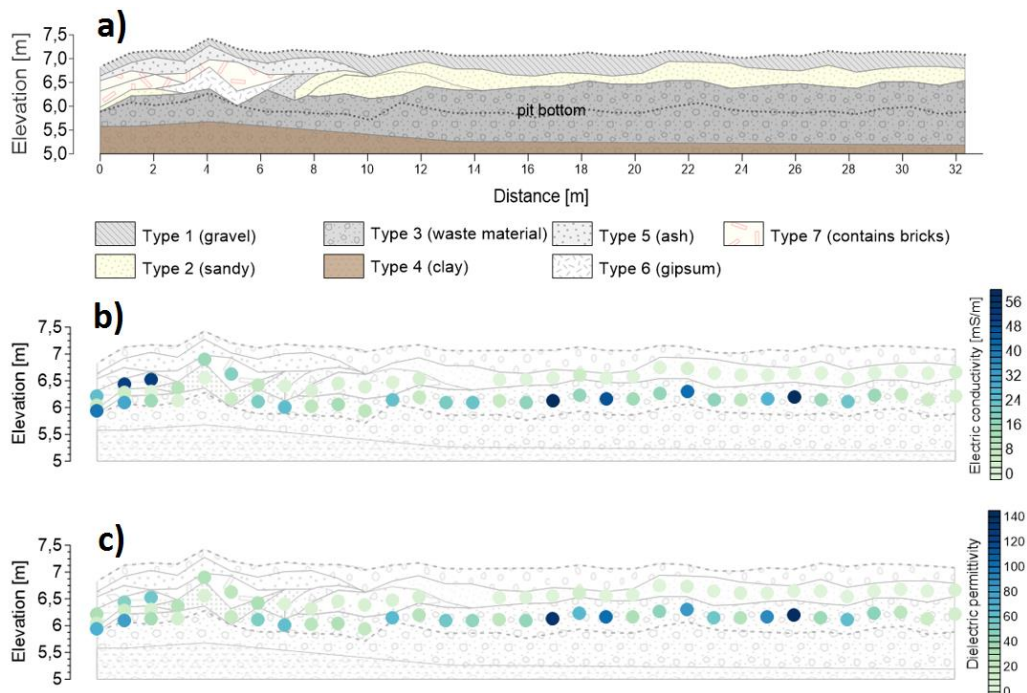 a)
Elevation [m]
7,5
7,0
6,5
6,0
5,5
5,0
pit bottom
0 2 4 6 8 10 12 14 16 18 20 22 24 26 28 30 32
Distance [m]
Type 1 (gravel) Type 3 (waste material) Type 5 (ash) Type 7 (contains bricks)
Type 2 (sandy) Type 4 (clay) Type 6 (gipsum)
b)
Elevation [m]
7,5
7
6,5
6
5,5
5
Electric conductivity [mS/m]
56
48
40
32
24
16
8
0
c)
Elevation [m]
7,5
7
6,5
6
5,5
5
Dielectric permittivity
140
120
100
80
60
40
20
0